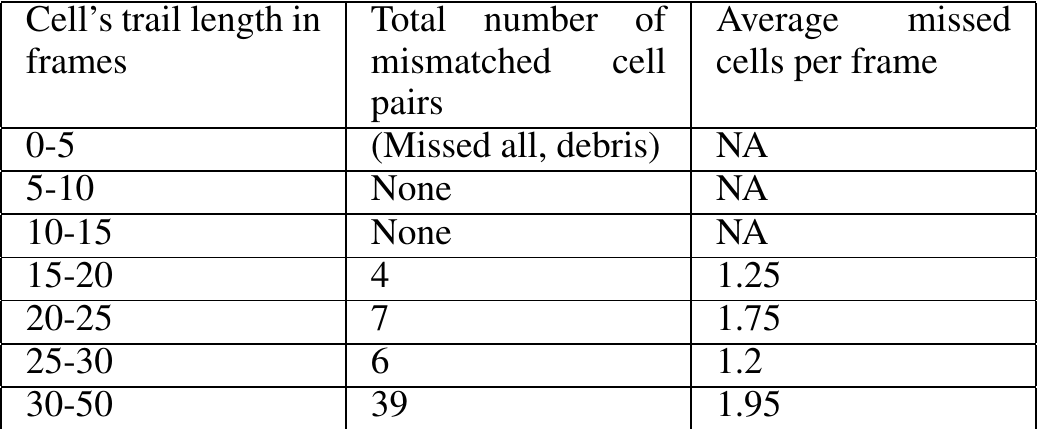 Cell's trail length in frames
Total number of mismatched cell pairs
Average missed cells per frame
0-5 (Missed all, debris) NA
5-10 None NA
10-15 None NA
15-20 4 1.25
20-25 7 1.75
25-30 6 1.2
30-50 39 1.95